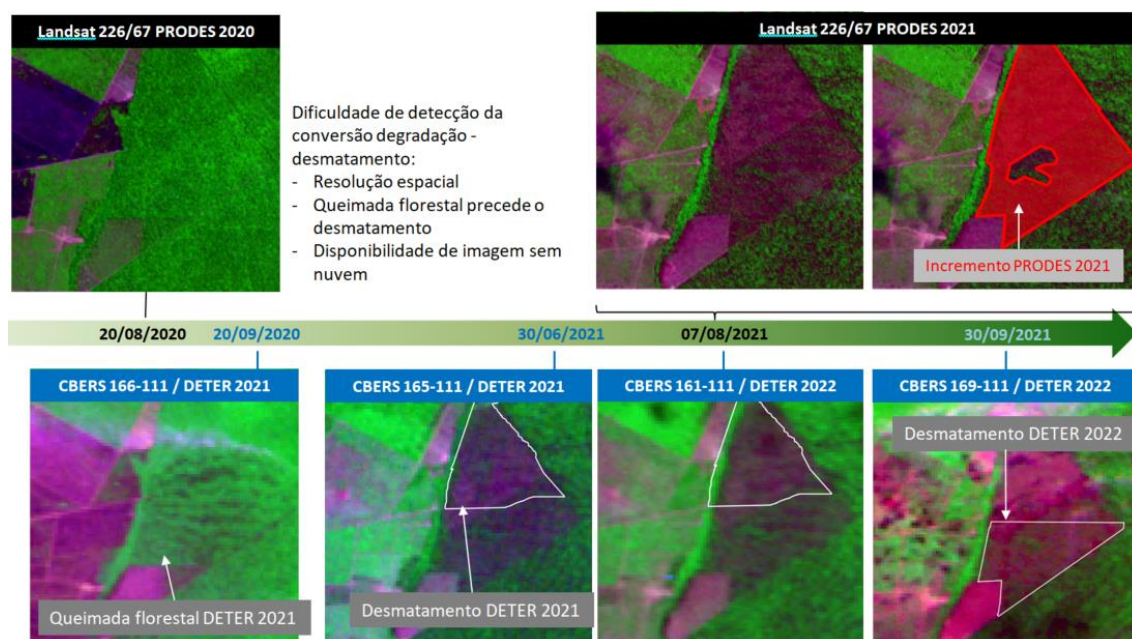 Landsat 226/67 PRODES 2020
Landsat 226/67 PRODES 2021
Dificuldade de detecção da
conversão degradação -
desmatamento:
- Resolução espacial
- Queimada florestal precede o
desmatamento
- Disponibilidade de imagem sem
nuvem
Incremento PRODES 2021
20/08/2020
20/09/2020
30/06/2021
07/08/2021
30/09/2021
CBERS 166-111 / DETER 2021
CBERS 165-111 / DETER 2021
CBERS 161-111 / DETER 2022
CBERS 169-111 / DETER 2022
Desmatamento DETER 2022
Queimada florestal DETER 2021
Desmatamento DETER 2021